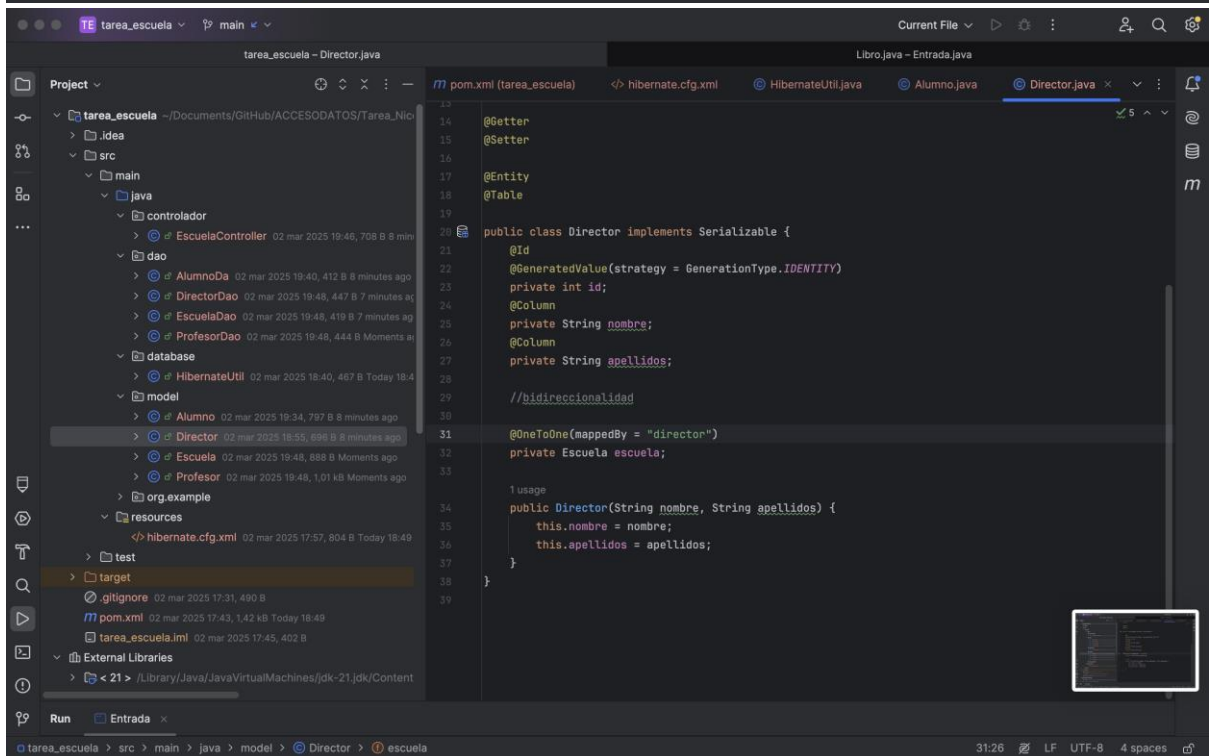 TE tarea_escuela main Current File
tarea_escuela – Director.java Libro.java – Entrada.java
Project
pom.xml (tarea_escuela) hibernate.cfg.xml HibernateUtil.java Alumno.java Director.java
tarea_escuela ~/Documents/GitHub/ACCESODATOS/Tarea_Nic
.idea
src
main
java
controlador
EscuelaController 02 mar 2025 19:46, 708 B 8 min
dao
AlumnoDa 02 mar 2025 19:40, 412 B 8 minutes ago
DirectorDao 02 mar 2025 19:48, 447 B 7 minutes ag
EscuelaDao 02 mar 2025 19:48, 419 B 7 minutes ag
ProfesorDao 02 mar 2025 19:48, 444 B Moments a
database
HibernateUtil 02 mar 2025 18:40, 467 B Today 18:4
model
Alumno 02 mar 2025 19:34, 797 B 8 minutes ago
Director 02 mar 2025 18:55, 696 B 8 minutes ago
Escuela 02 mar 2025 19:48, 888 B Moments ago
Profesor 02 mar 2025 19:48, 1,01 kB Moments ago
org.example
resources
hibernate.cfg.xml 02 mar 2025 17:57, 804 B Today 18:49
test
target
.gitignore 02 mar 2025 17:31, 490 B
pom.xml 02 mar 2025 17:43, 1,42 kB Today 18:49
tarea_escuela.iml 02 mar 2025 17:45, 402 B
External Libraries
< 21 > /Library/Java/JavaVirtualMachines/jdk-21.jdk/Content
13
14 @Getter
15 @Setter
16
17 @Entity
18 @Table
19
20 public class Director implements Serializable {
21 @Id
22 @GeneratedValue(strategy = GenerationType.IDENTITY)
23 private int id;
24 @Column
25 private String nombre;
26 @Column
27 private String apellidos;
28
29 //bidireccionalidad
30
31 @OneToOne(mappedBy = "director")
32 private Escuela escuela;
33
1 usage
34 public Director(String nombre, String apellidos) {
35 this.nombre = nombre;
36 this.apellidos = apellidos;
37 }
38 }
39
5
m
Run Entrada
tarea_escuela > src > main > java > model > Director > escuela 31:26 LF UTF-8 4 spaces